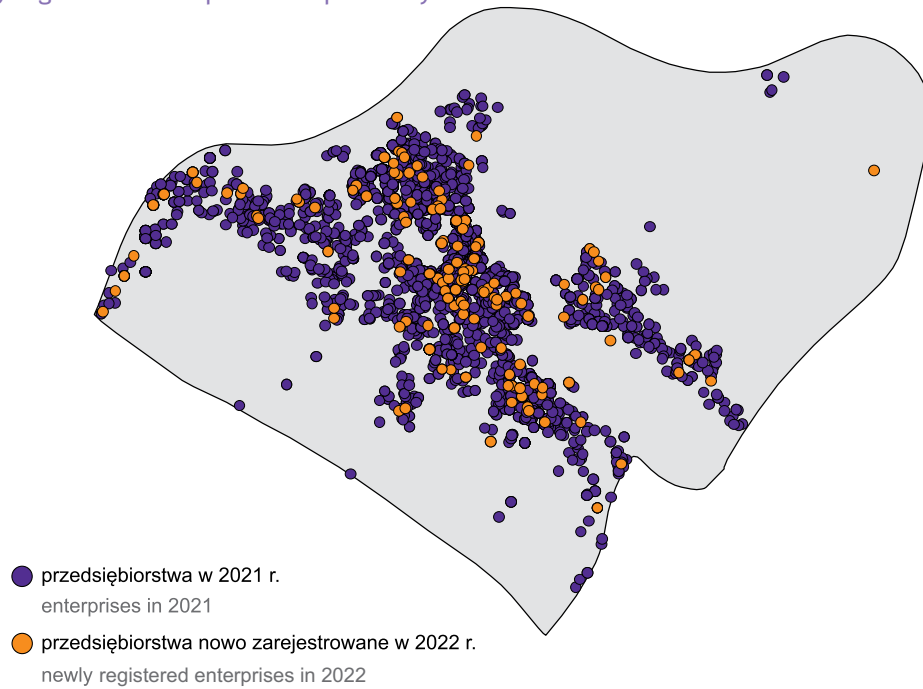 przedsiębiorstwa w 2021 r.
enterprises in 2021
przedsiębiorstwa nowo zarejestrowane w 2022 r.
newly registered enterprises in 2022